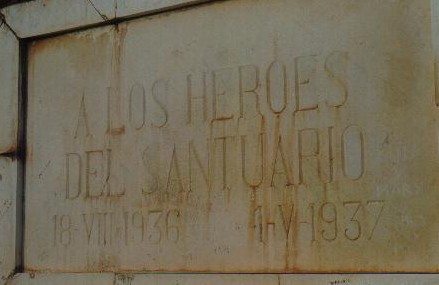 A LOS HEROES
DEL SANTUARIO
18-VIII-1936 1-V-1937